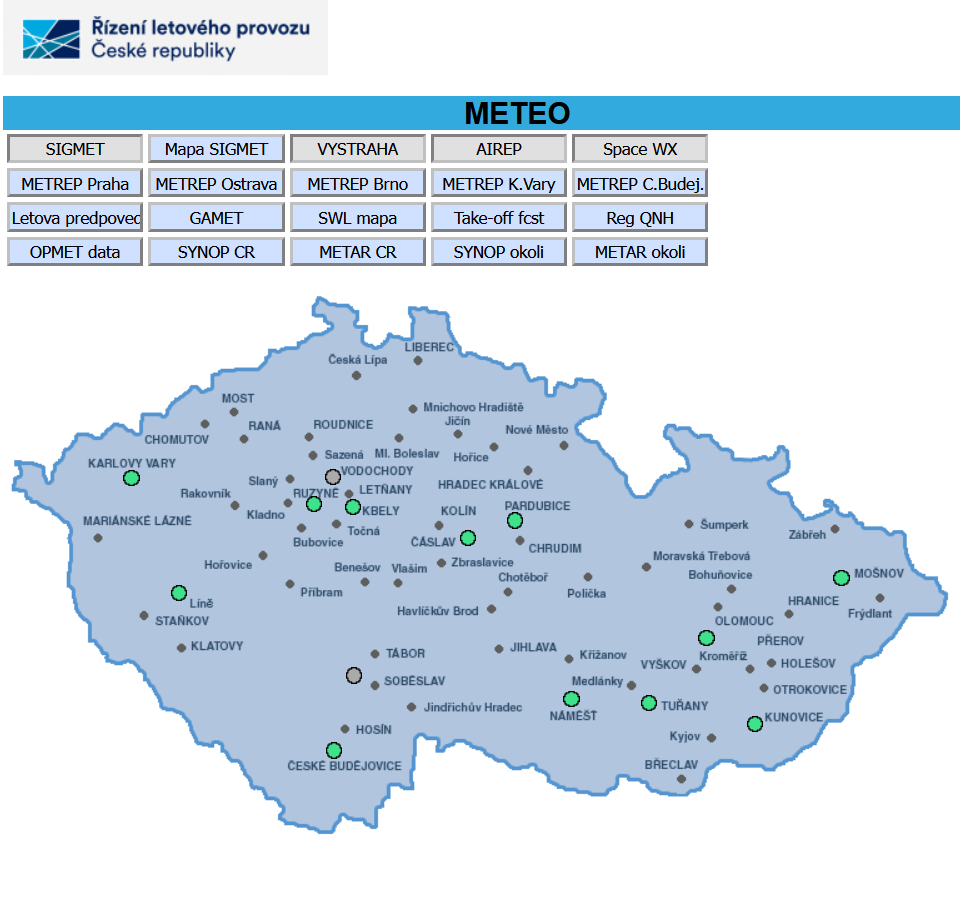 Řízení letového provozu
České republiky
METEO
SIGMET
Mapa SIGMET
VYSTRAHA
AIREP
Space WX
METREP Praha
METREP Ostrava
METREP Brno
METREP K.Vary
METREP C.Budej.
Letova predpoved
GAMET
SWL mapa
Take-off fcst
Reg QNH
OPMET data
SYNOP CR
METAR CR
SYNOP okoli
METAR okoli
LIBEREC
Česká Lípa
MOST
Mnichovo Hradiště
Jičín
RANÁ
ROUDNICE
Nové Město
CHOMUTOV
Sazená
Ml. Boleslav
Hořice
KARLOVY VARY
VODOCHODY
Slaný
HRADEC KRÁLOVÉ
Rakovník
RUZYNĚ
LETŇANY
PARDUBICE
Kladno
KBELY
KOLÍN
MARIÁNSKÉ LÁZNĚ
Šumperk
Točná
Zábřeh
Bubovice
ČÁSLAV
CHRUDIM
Moravská Třebová
Hořovice
Benešov
Vlašim
Zbraslavice
Bohuňovice
MOŠNOV
Chotěboř
Příbram
Polička
Líně
HRANICE
Havlíčkův Brod
Frýdlant
STAŇKOV
OLOMOUC
KLATOVY
JIHLAVA
PŘEROV
TÁBOR
Křižanov
VYŠKOV
Kroměříž
HOLEŠOV
SOBĚSLAV
Medlánky
OTROKOVICE
Jindřichův Hradec
NÁMĚŠŤ
TUŘANY
KUNOVICE
HOSÍN
Kyjov
ČESKÉ BUDĚJOVICE
BŘECLAV